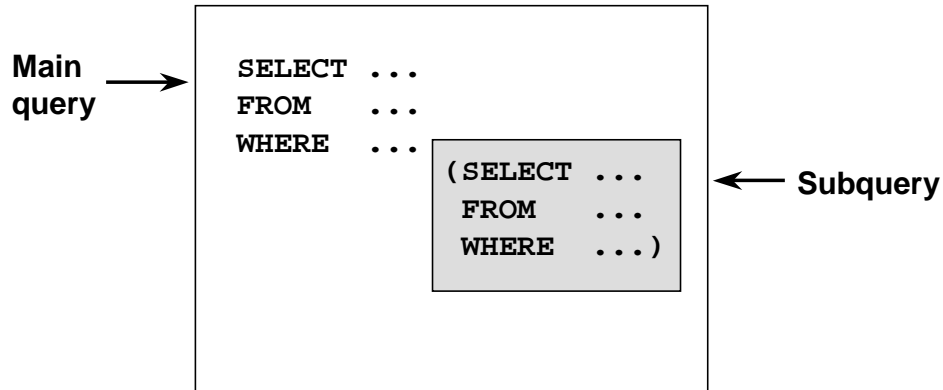 Main
query
SELECT ...
FROM ...
WHERE ...
(SELECT ...
FROM ...
WHERE ...)
Subquery